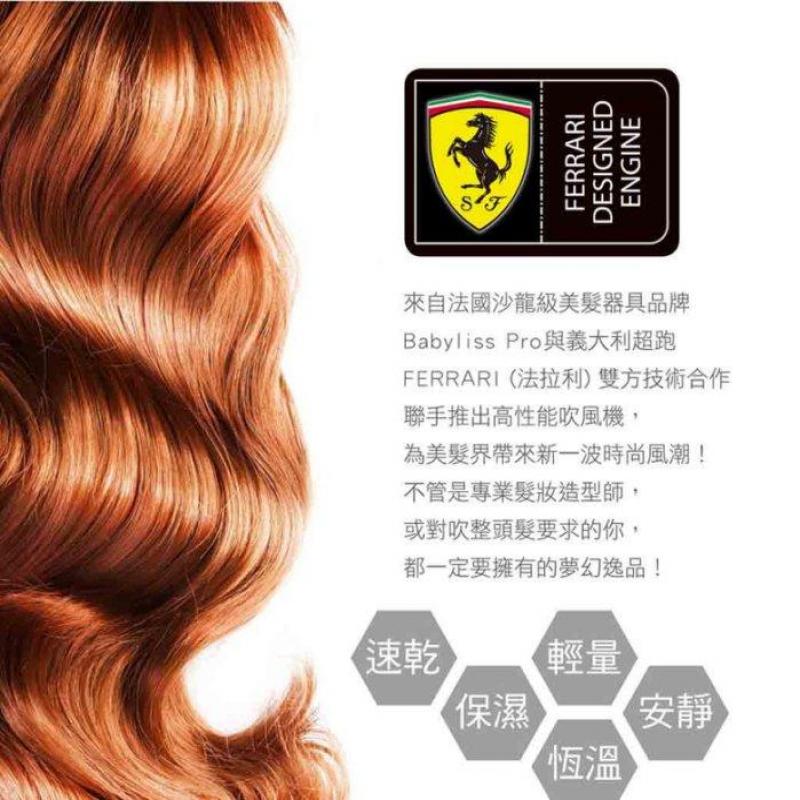 S F
FERRARI
DESIGNED
ENGINE
來自法國沙龍級美髮器具品牌
Babyliss Pro與義大利超跑
FERRARI (法拉利) 雙方技術合作
聯手推出高性能吹風機，
為美髮界帶來新一波時尚風潮！
不管是專業髮妝造型師，
或對吹整頭髮要求的你，
都一定要擁有的夢幻逸品！
速乾
保濕
輕量
恆溫
安靜